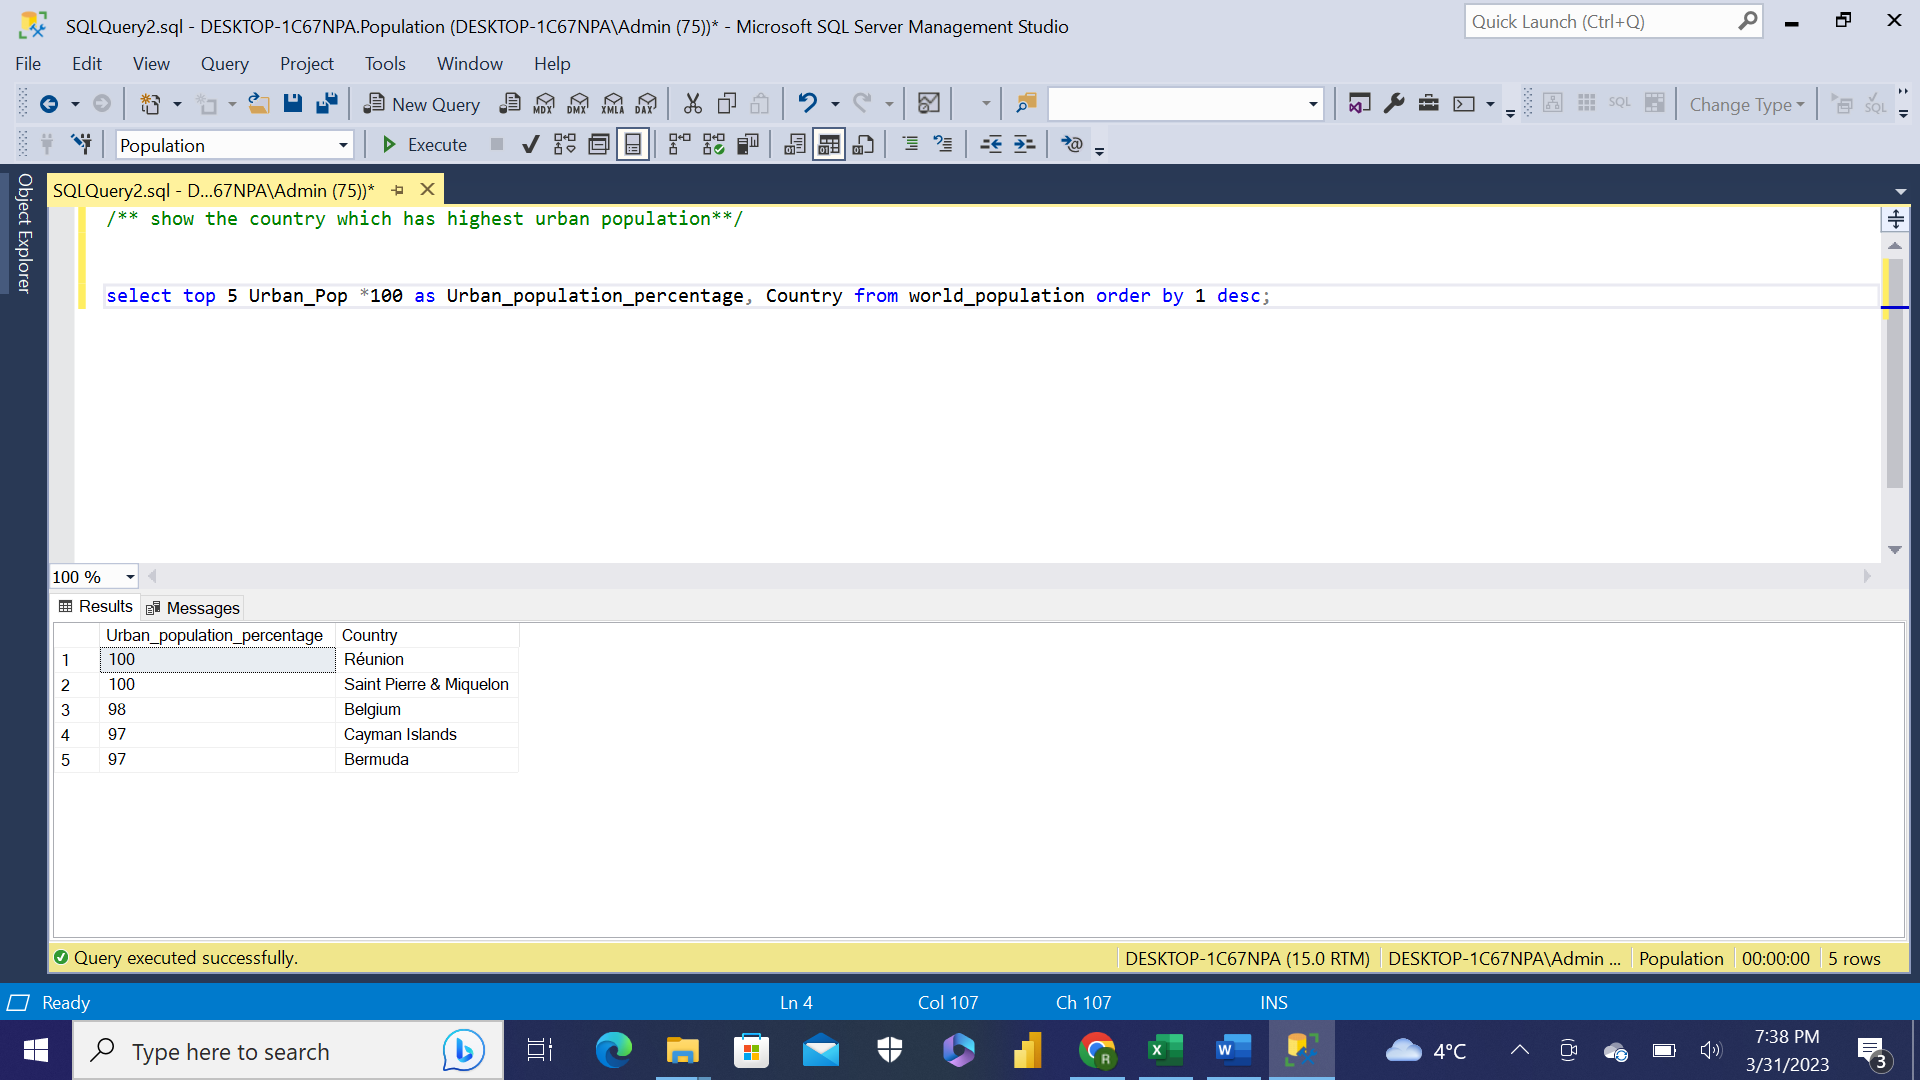 SQLQuery2.sql - DESKTOP-1C67NPA.Population (DESKTOP-1C67NPA\Admin (75))* - Microsoft SQL Server Management Studio
Quick Launch (Ctrl+Q)
File Edit View Query Project Tools Window Help
New Query MDX DMX XMLA DAX SQL Change Type SQL
Population Execute
Object Explorer
SQLQuery2.sql - D...67NPA\Admin (75))*
/** show the country which has highest urban population**/
select top 5 Urban_Pop *100 as Urban_population_percentage, Country from world_population order by 1 desc;
100 %
Results Messages
Urban_population_percentage Country
1 100 Réunion
2 100 Saint Pierre & Miquelon
3 98 Belgium
4 97 Cayman Islands
5 97 Bermuda
Query executed successfully. DESKTOP-1C67NPA (15.0 RTM) DESKTOP-1C67NPA\Admin ... Population 00:00:00 5 rows
Ready Ln 4 Col 107 Ch 107 INS
Type here to search
4°C
7:38 PM
3/31/2023
3